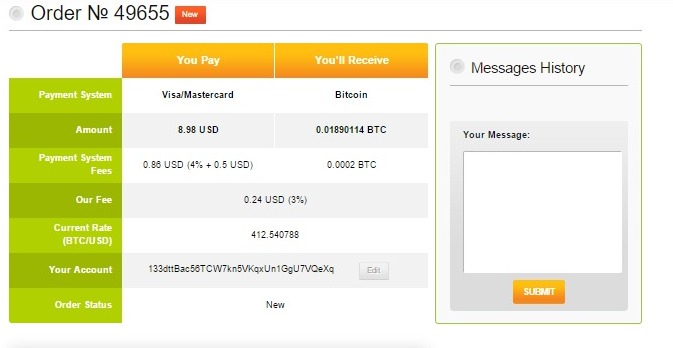 Order № 49655 New
You Pay You'll Receive
Payment System Visa/Mastercard Bitcoin
Amount 8.98 USD 0.01890114 BTC
Payment System
Fees 0.86 USD (4% + 0.5 USD) 0.0002 BTC
Our Fee 0.24 USD (3%)
Current Rate
(BTC/USD) 412.540788
Your Account 133dttBac56TCW7kn5VKqxUn1GgU7VQeXq Edit
Order Status New
Messages History
Your Message:
SUBMIT